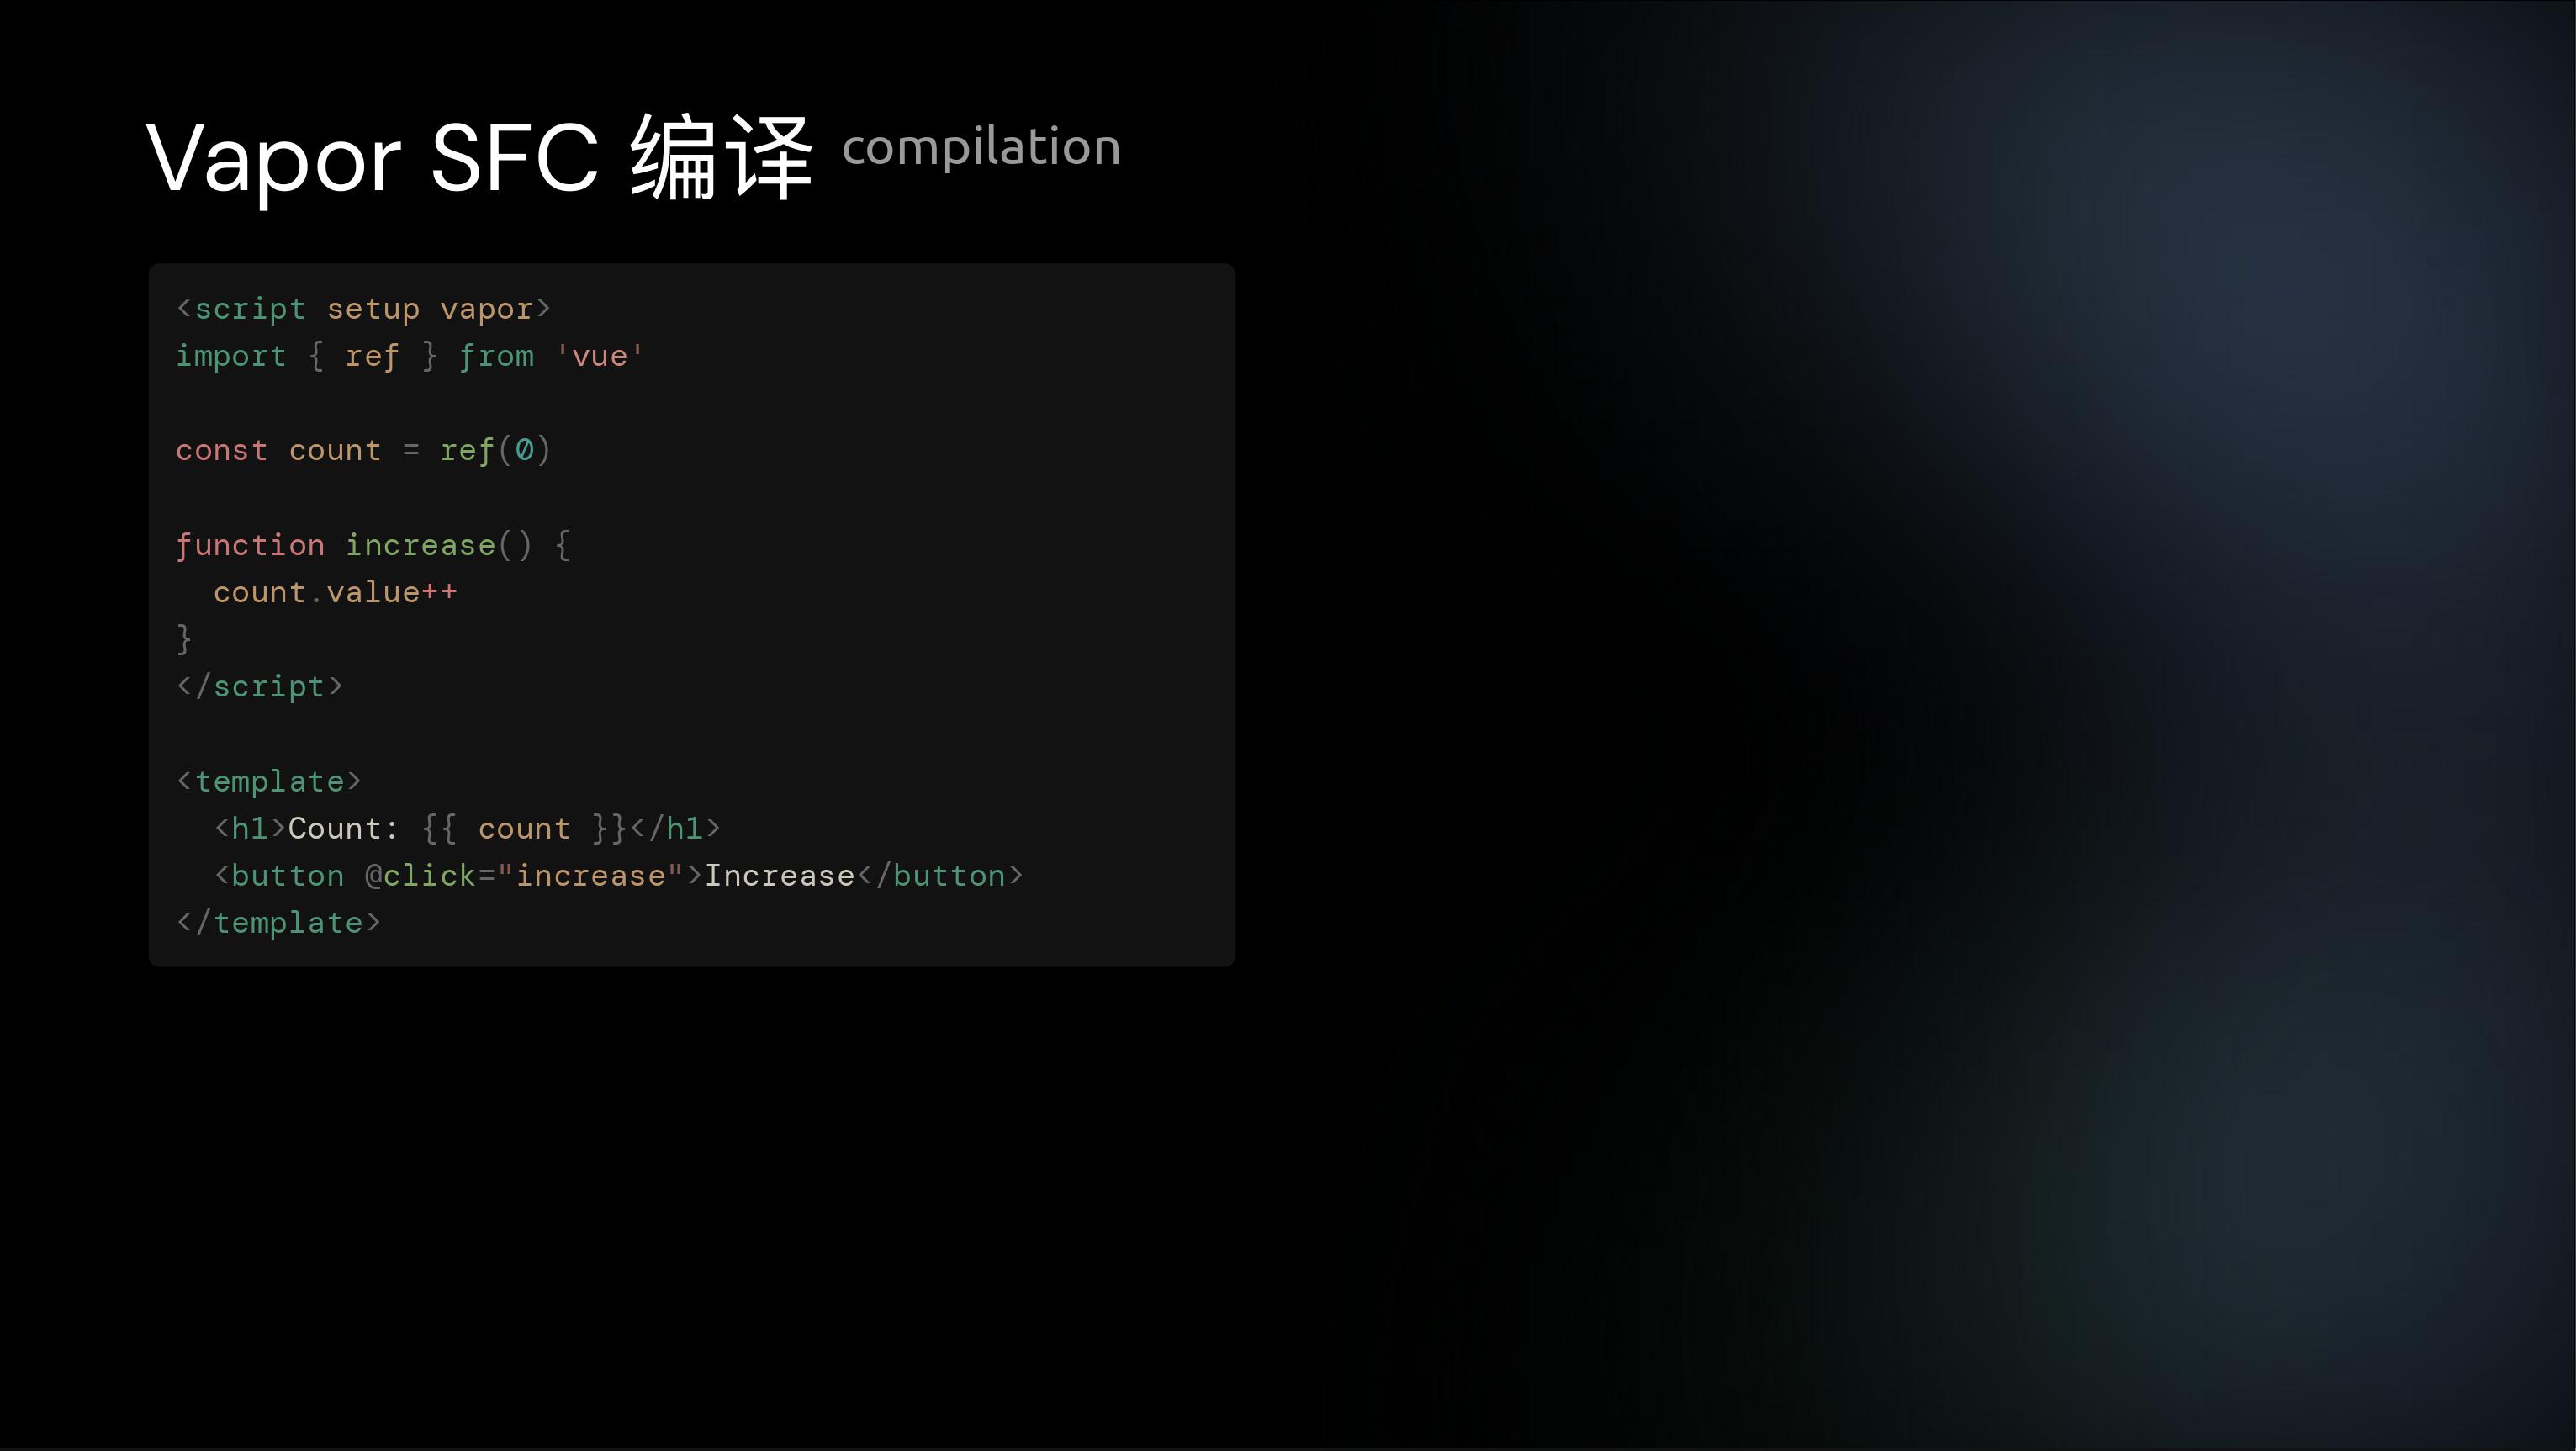 Vapor SFC 编译 compilation
<script setup vapor>
import { ref } from 'vue'
const count = ref(0)
function increase() {
  count.value++
}
</script>
<template>
  <h1>Count: {{ count }}</h1>
  <button @click="increase">Increase</button>
</template>